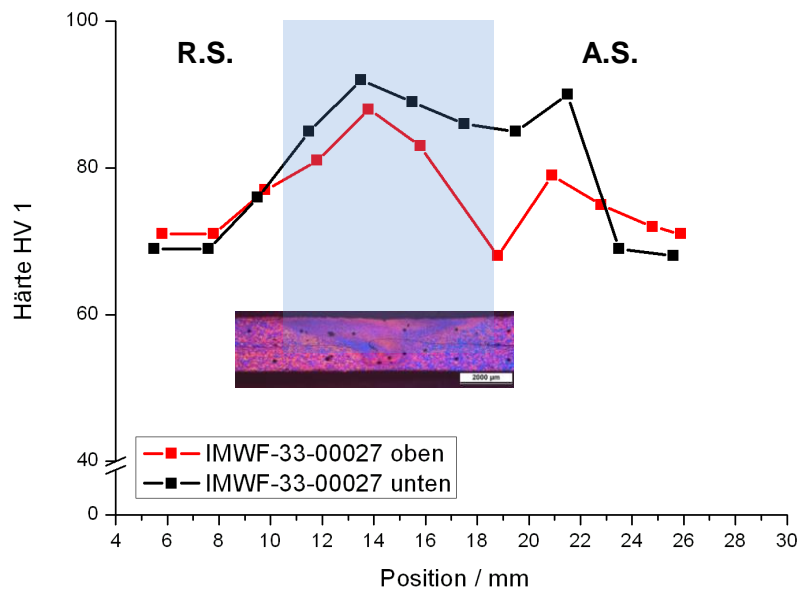 100
R.S.
A.S.
80
Härte HV 1
60
2000 µm
IMWF-33-00027 oben
IMWF-33-00027 unten
40
0
4 6 8 10 12 14 16 18 20 22 24 26 28 30
Position / mm